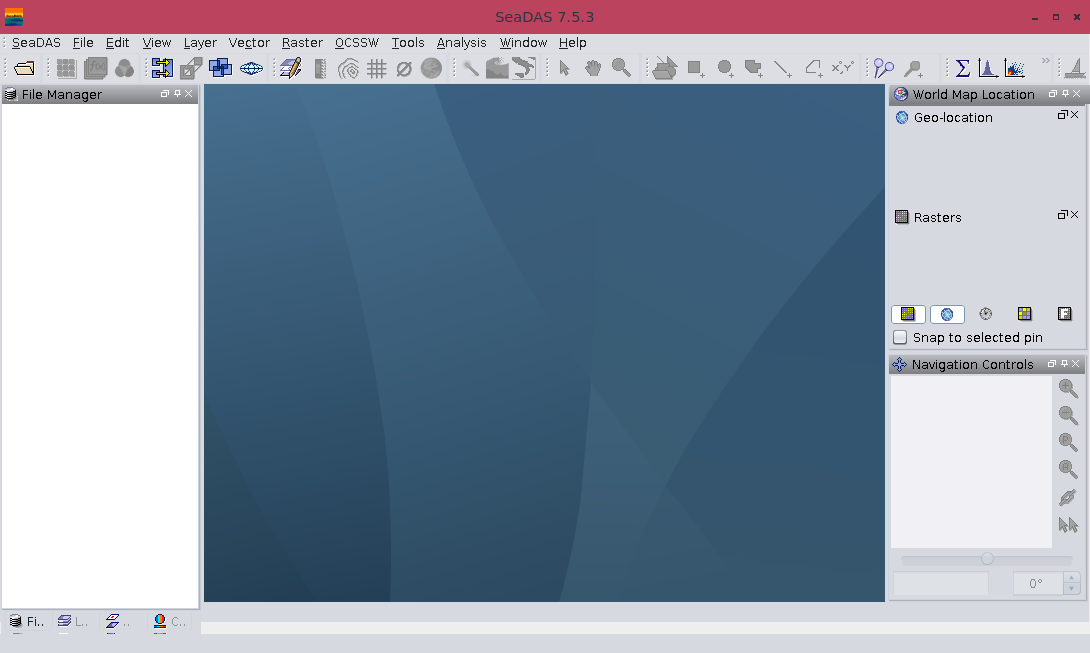 SeaDAS 7.5.3
SeaDAS File Edit View Layer Vector Raster OCSSW Tools Analysis Window Help
File Manager
World Map Location
Geo-location
Rasters
Snap to selected pin
Navigation Controls
0°
Fi.. L.. .. C..